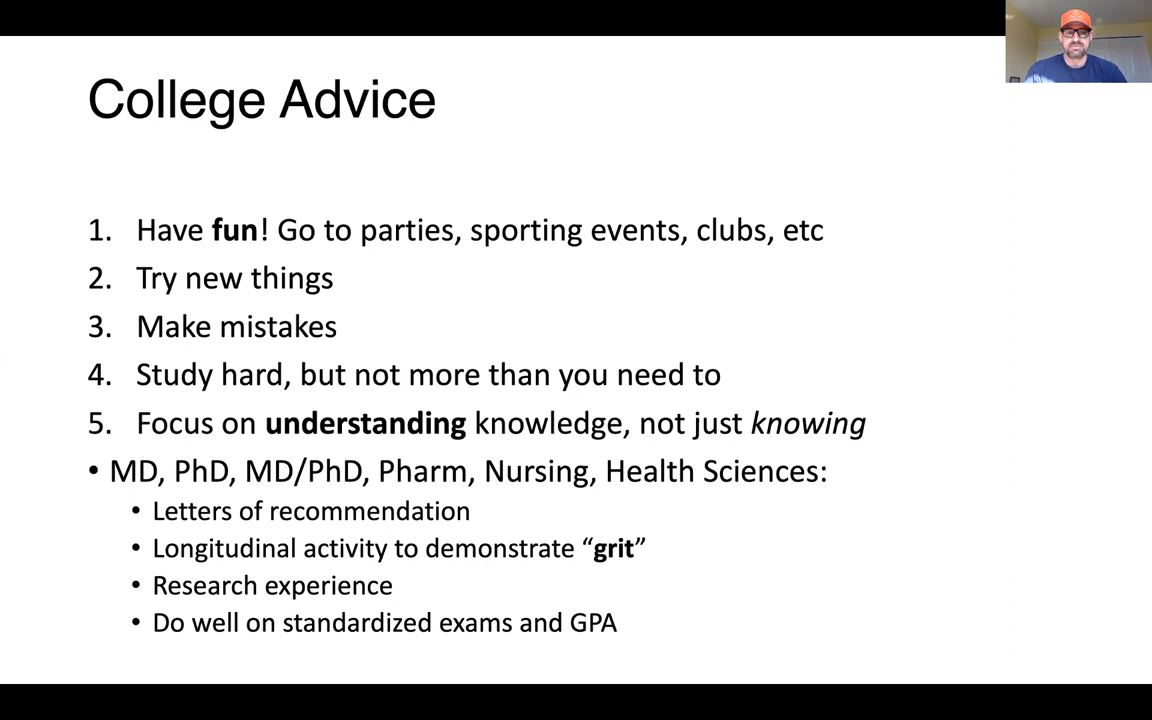 College Advice
1. Have fun! Go to parties, sporting events, clubs, etc
2. Try new things
3. Make mistakes
4. Study hard, but not more than you need to
5. Focus on understanding knowledge, not just knowing
• MD, PhD, MD/PhD, Pharm, Nursing, Health Sciences:
• Letters of recommendation
• Longitudinal activity to demonstrate “grit”
• Research experience
• Do well on standardized exams and GPA